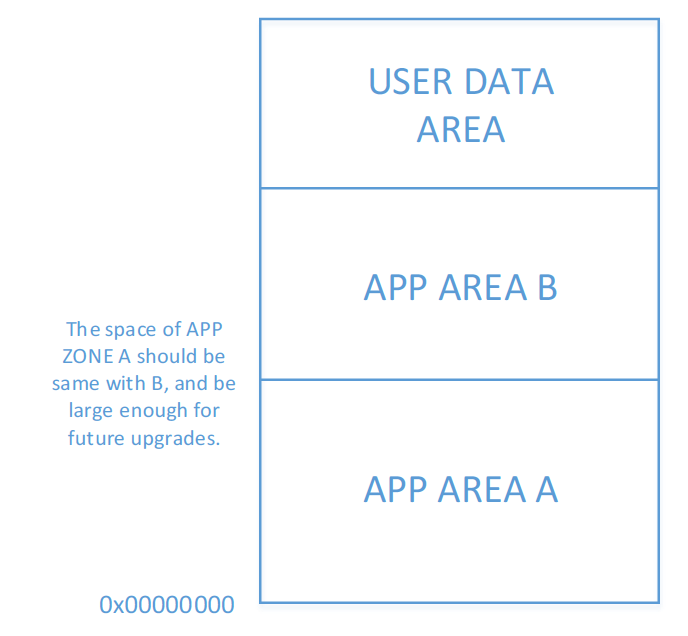 USER DATA
AREA
APP AREA B
The space of APP
ZONE A should be
same with B, and be
large enough for
future upgrades.
APP AREA A
0x00000000